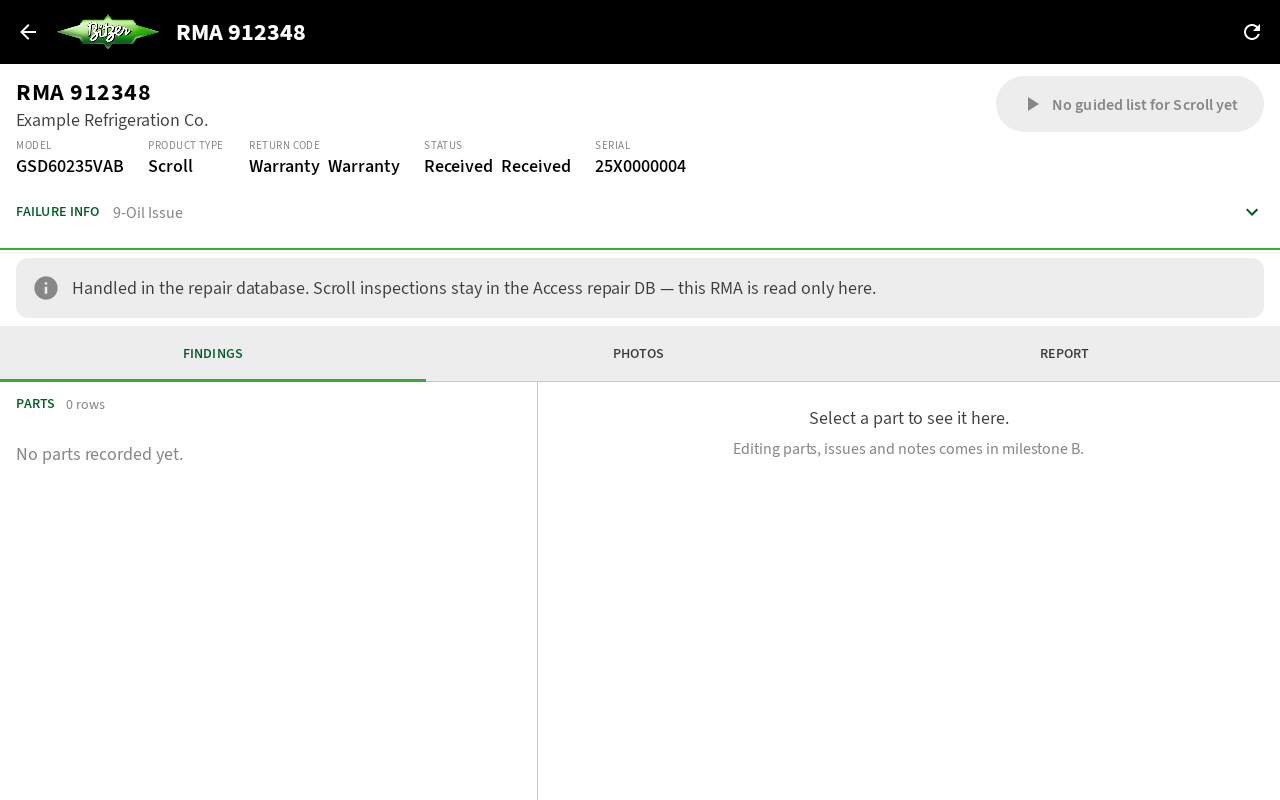 Bitzer RMA 912348
RMA 912348
No guided list for Scroll yet
Example Refrigeration Co.
MODEL PRODUCT TYPE RETURN CODE STATUS SERIAL
GSD60235VAB Scroll Warranty Warranty Received Received 25X0000004
FAILURE INFO 9-Oil Issue
Handled in the repair database. Scroll inspections stay in the Access repair DB — this RMA is read only here.
FINDINGS PHOTOS REPORT
PARTS 0 rows
No parts recorded yet.
Select a part to see it here.
Editing parts, issues and notes comes in milestone B.